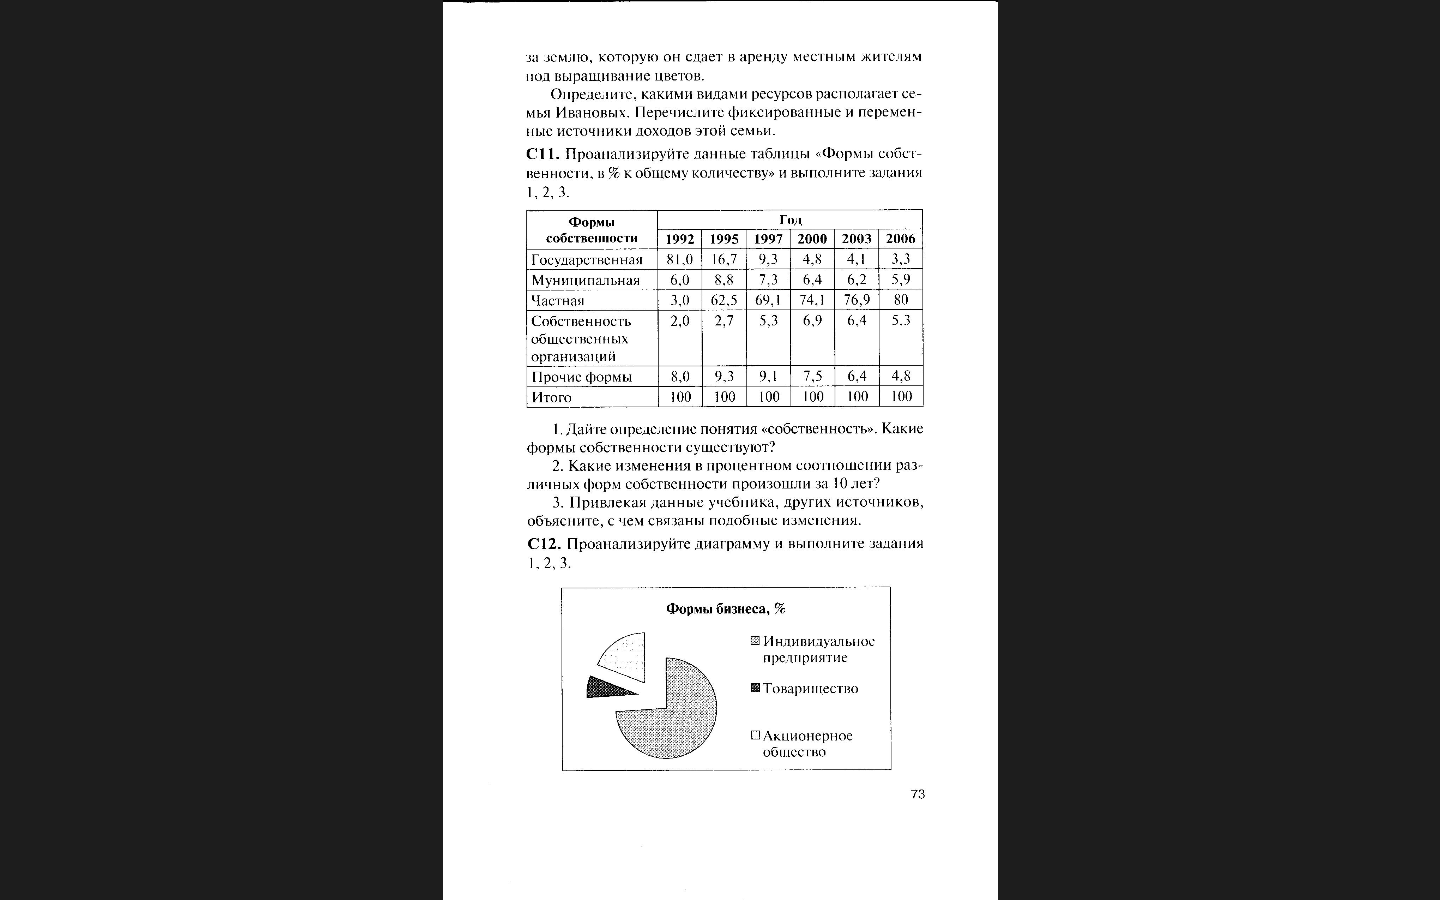 за землю, которую он сдает в аренду местным жителям
под выращивание цветов.
Определите, какими видами ресурсов располагает се-
мья Ивановых. Перечислите фиксированные и перемен-
ные источники доходов этой семьи.
С11. Проанализируйте данные таблицы «Формы собст-
венности, в % к общему количеству» и выполните задания
1, 2, 3.
Формы собственности Год
1992 1995 1997 2000 2003 2006
Государственная 81,0 16,7 9,3 4,8 4,1 3,3
Муниципальная 6,0 8,8 7,3 6,4 6,2 5,9
Частная 3,0 62,5 69,1 74,1 76,9 80
Собственность 2,0 2,7 5,3 6,9 6,4 5,3
общественных
организаций
Прочие формы 8,0 9,3 9,1 7,5 6,4 4,8
Итого 100 100 100 100 100 100
1. Дайте определение понятия «собственность». Какие
формы собственности существуют?
2. Какие изменения в процентном соотношении раз-
личных форм собственности произошли за 10 лет?
3. Привлекая данные учебника, других источников,
объясните, с чем связаны подобные изменения.
С12. Проанализируйте диаграмму и выполните задания
1, 2, 3.
Формы бизнеса, %
Индивидуальное
предприятие
Товарищество
Акционерное
общество
73